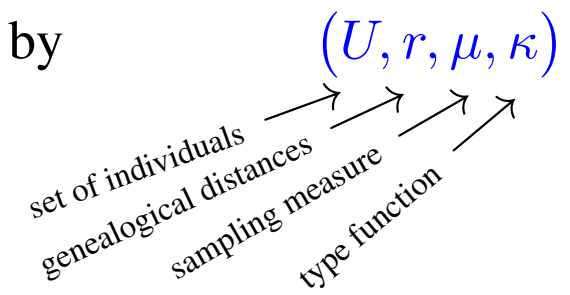 by (U, r, μ, κ)
set of individuals
genealogical distances
sampling measure
type function